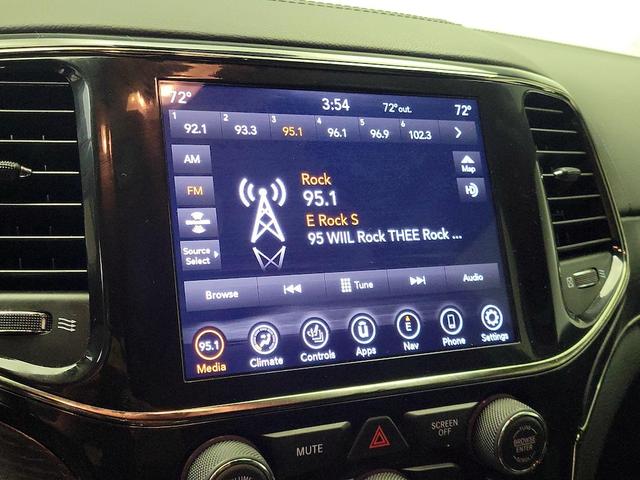 72°
3:54
72°out.
72°
1 92.1
2 93.3
3 95.1
4 96.1
5 96.9
6 102.3
AM
FM
Source
Select
Map
HD
Rock
95.1
E Rock S
95 WIIL Rock THEE Rock ...
Browse
Tune
Audio
95.1
E
Media
Climate
Controls
Apps
Nav
Phone
Settings
MUTE
SCREEN
OFF
BROWSE
ENTER